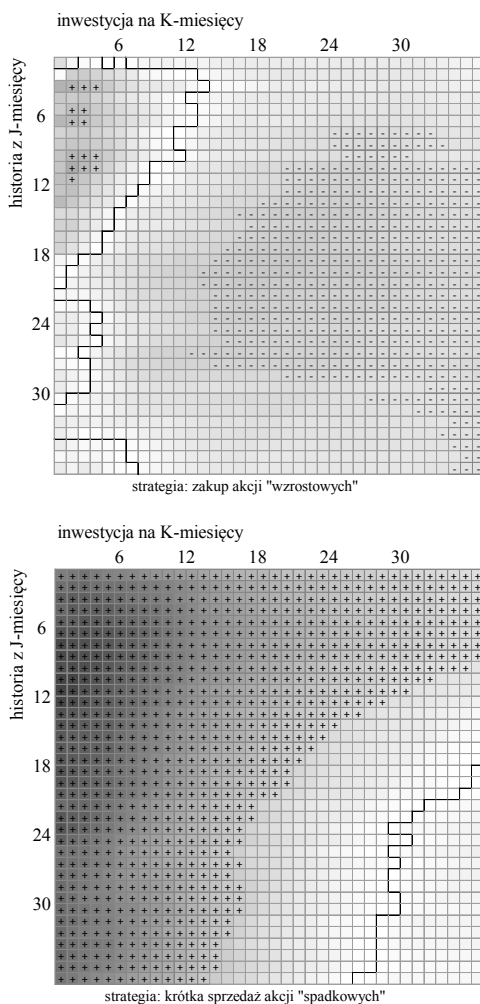 inwestycja na K-miesięcy
6 12 18 24 30
historia z J-miesięcy
6
12
18
24
30
strategia: zakup akcji "wzrostowych"
inwestycja na K-miesięcy
6 12 18 24 30
historia z J-miesięcy
6
12
18
24
30
strategia: krótka sprzedaż akcji "spadkowych"